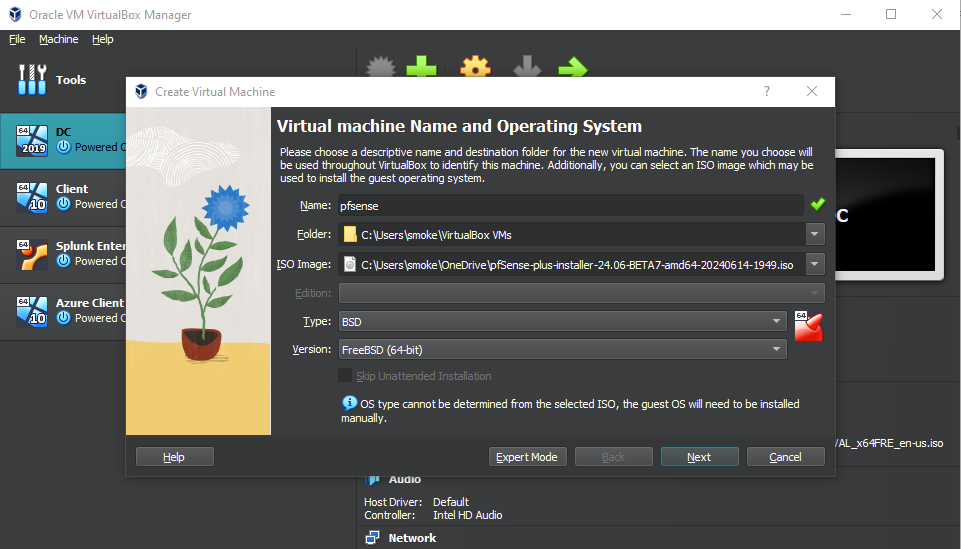 Oracle VM VirtualBox Manager
File Machine Help
Tools
64 2019 DC
Powered
64 10 Client
Powered
64 Splunk Enter
Powered
64 10 Azure Client
Powered
Create Virtual Machine ?
Virtual machine Name and Operating System
Please choose a descriptive name and destination folder for the new virtual machine. The name you choose will
be used throughout VirtualBox to identify this machine. Additionally, you can select an ISO image which may be
used to install the guest operating system.
Name: pfsense
Folder: C:\Users\smoke\VirtualBox VMs
ISO Image: C:\Users\smoke\OneDrive\pfSense-plus-installer-24.06-BETA7-amd64-20240614-1949.iso
Edition:
Type: BSD
64
Version: FreeBSD (64-bit)
Skip Unattended Installation
OS type cannot be determined from the selected ISO, the guest OS will need to be installed
manually.
Help Expert Mode Back Next Cancel
C
/AL_x64FRE_en-us.iso
Audio
Host Driver: Default
Controller: Intel HD Audio
Network